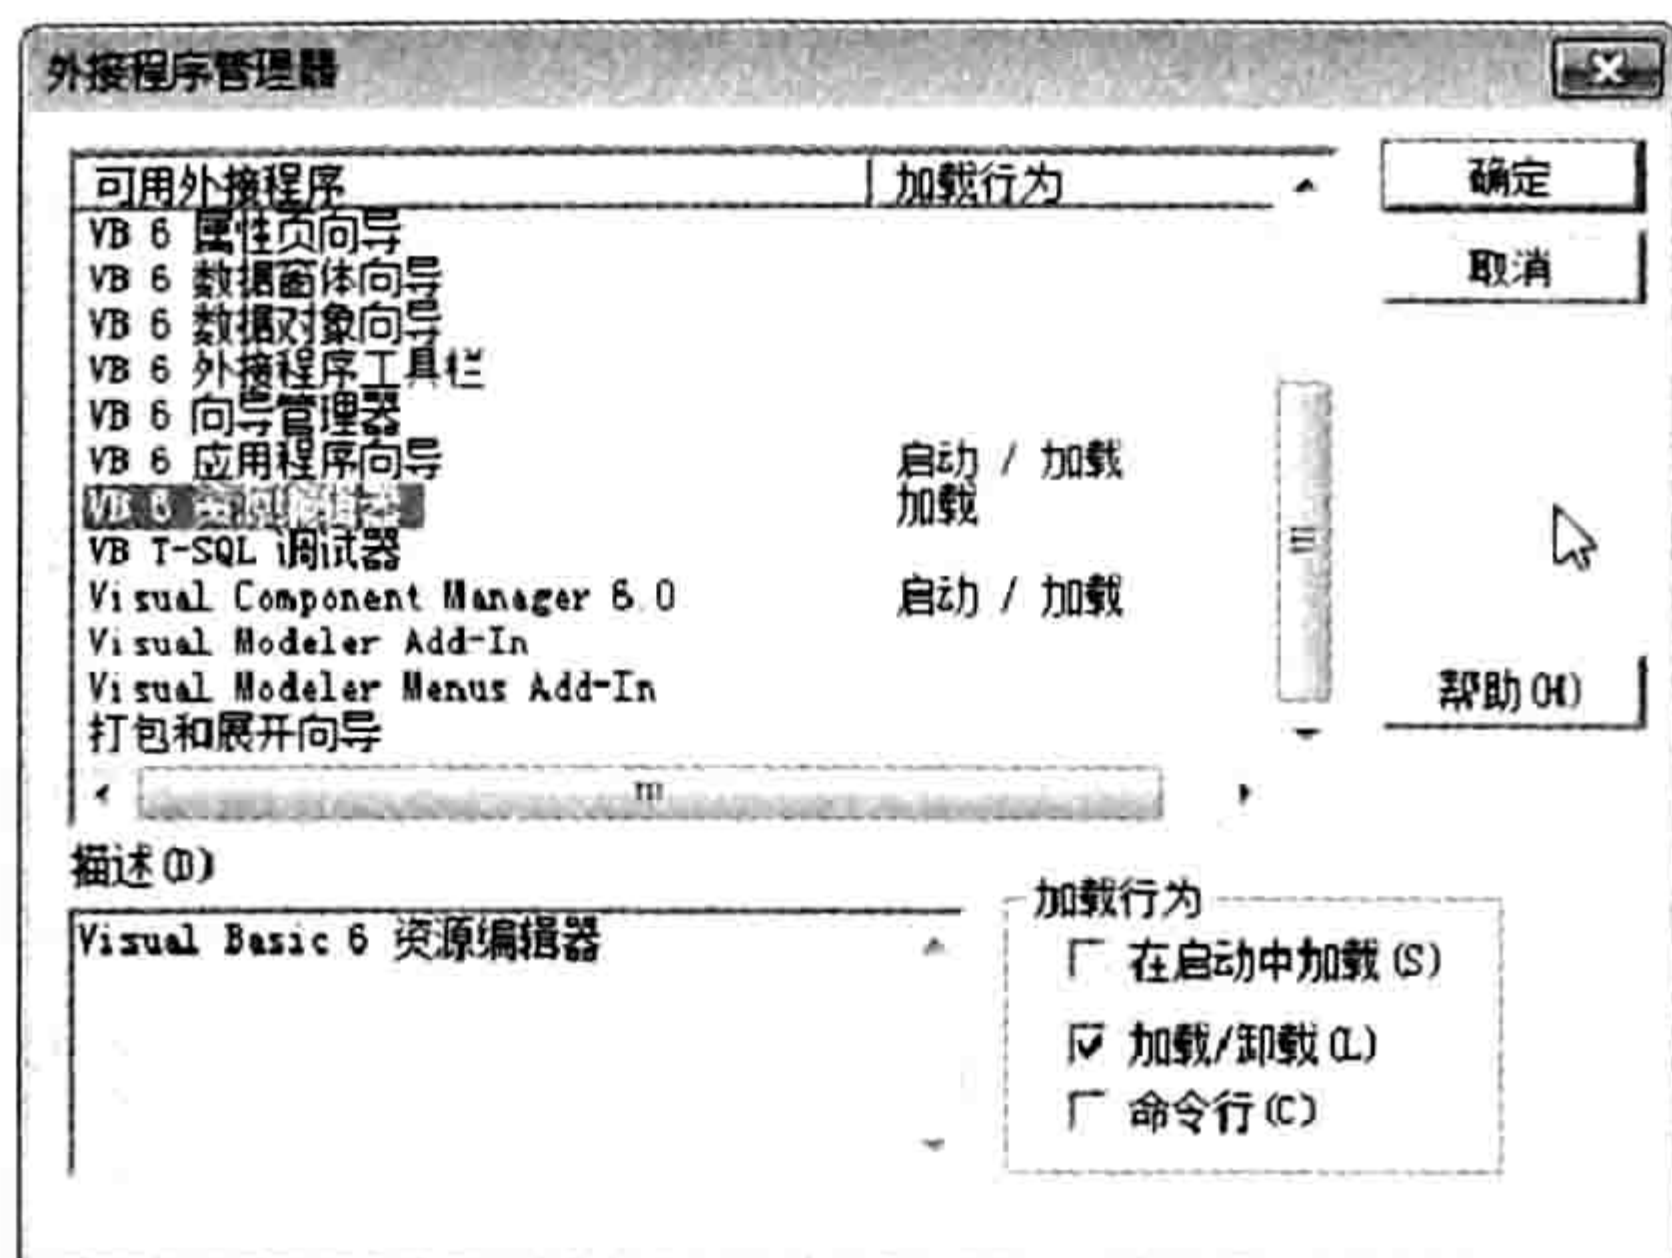 外接程序管理器
可用外接程序 加载行为
确定
VB 6 属性页向导
VB 6 数据窗体向导
取消
VB 6 数据对象向导
VB 6 外接程序工具栏
VB 6 向导管理器
VB 6 应用程序向导 启动 / 加载
VB 6 资源编辑器 加载
VB T-SQL 调试器
Visual Component Manager 6.0 启动 / 加载
Visual Modeler Add-In
Visual Modeler Menus Add-In
帮助(H)
打包和展开向导
描述(D)
Visual Basic 6 资源编辑器
加载行为
在启动中加载(S)
加载/卸载(L)
命令行(C)